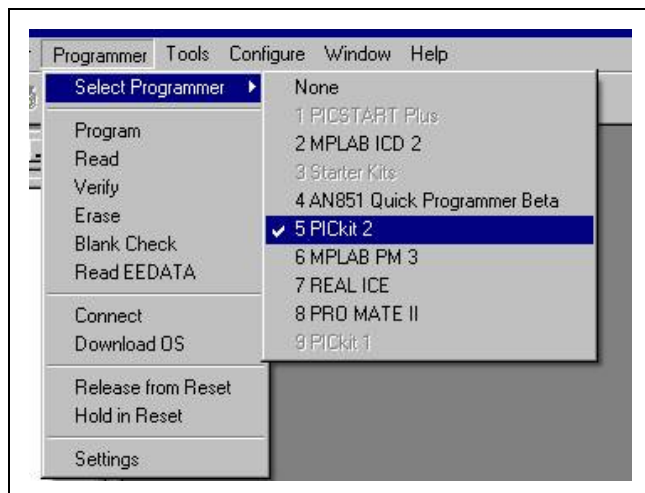 Programmer Tools Configure Window Help
Select Programmer
Program
Read
Verify
Erase
Blank Check
Read EEDATA
Connect
Download OS
Release from Reset
Hold in Reset
Settings
None
1 PICSTART Plus
2 MPLAB ICD 2
3 Starter Kits
4 AN851 Quick Programmer Beta
5 PICkit 2
6 MPLAB PM 3
7 REAL ICE
8 PRO MATE II
9 PICkit 1